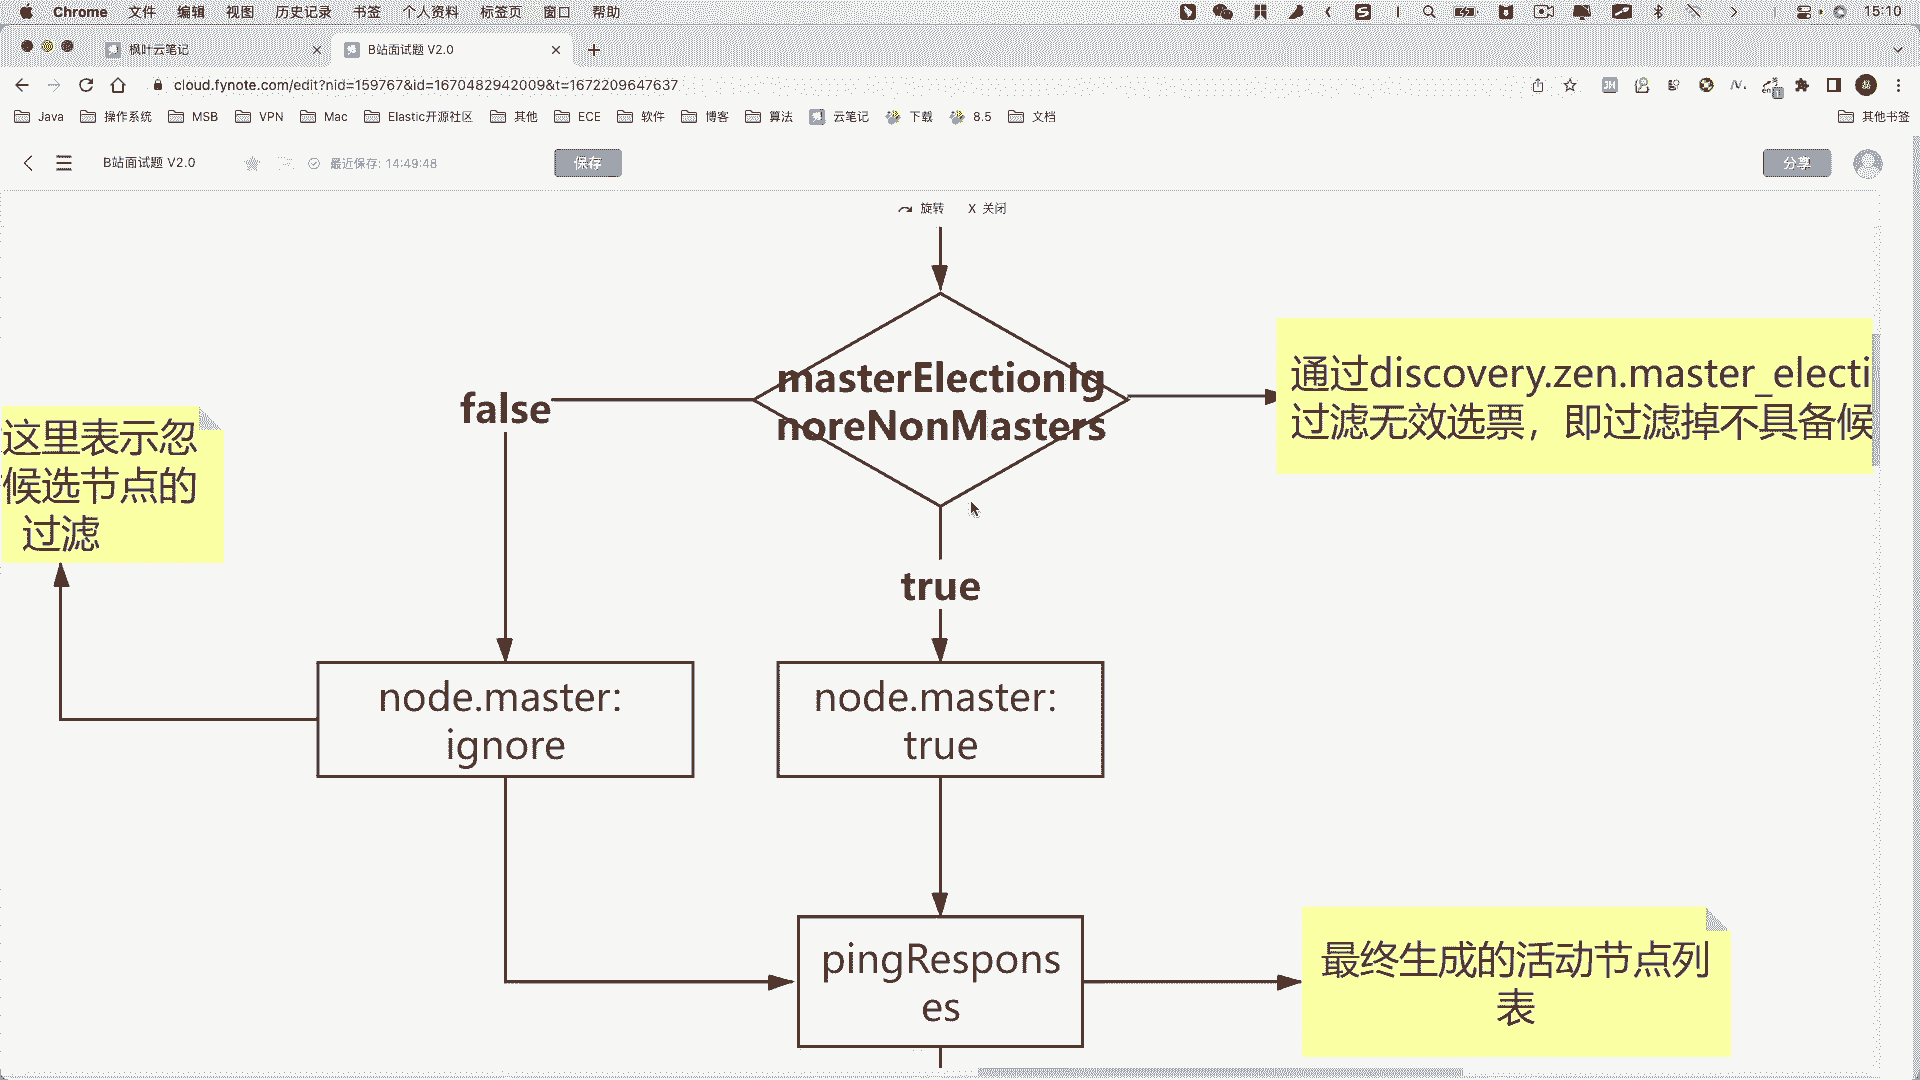 Chrome 文件 编辑 视图 历史记录 书签 个人资料 标签页 窗口 帮助 15:10
枫叶云笔记
B站面试题 V2.0
cloud.fynote.com/edit?nid=159767&id=1670482942009&t=1672209647637
Java 操作系统 MSB VPN Mac Elastic开源社区 其他 ECE 软件 博客 算法 云笔记 下载 8.5 文档 其他书签
B站面试题 V2.0 最近保存: 14:49:48 保存 分享
旋转 X 关闭
masterElectionIg
noreNonMasters
false
true
通过discovery.zen.master_electi
过滤无效选票，即过滤掉不具备候
这里表示忽
候选节点的
过滤
node.master:
ignore
node.master:
true
pingRespons
es
最终生成的活动节点列
表